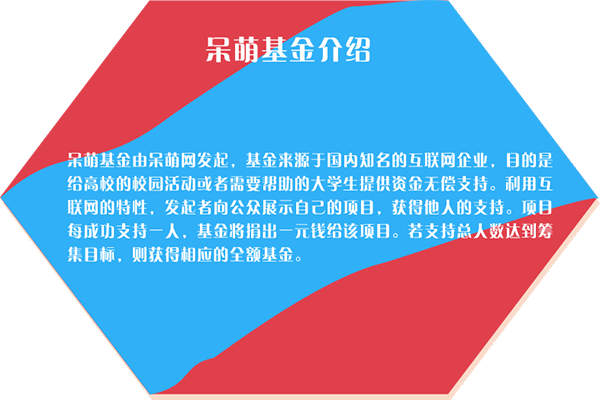 呆萌基金介绍
呆萌基金由呆萌网发起，基金来源于国内知名的互联网企业，目的是
给高校的校园活动或者需要帮助的大学生提供资金无偿支持。利用互
联网的特性，发起者向公众展示自己的项目，获得他人的支持。项目
每成功支持一人，基金将捐出一元钱给该项目。若支持总人数达到筹
集目标，则获得相应的全额基金。